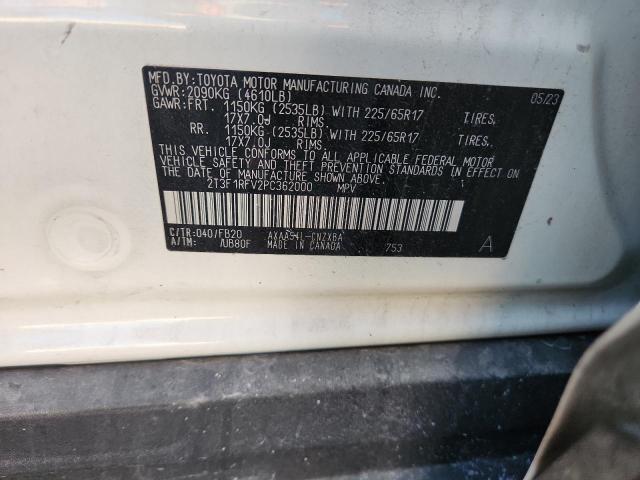 MFD.BY:TOYOTA MOTOR MANUFACTURING CANADA INC.
GVWR:2090KG (4610LB) 05/23
GAWR:FRT. 1150KG (2535LB) WITH 225/65R17 TIRES,
17X7.0J RIMS
RR. 1150KG (2535LB) WITH 225/65R17 TIRES,
17X7.0J RIMS
THIS VEHICLE CONFORMS TO ALL APPLICABLE FEDERAL MOTOR
VEHICLE SAFETY, BUMPER, AND THEFT PREVENTION STANDARDS IN EFFECT
ON THE DATE OF MANUFACTURE SHOWN ABOVE.
2T3F1RFV2PC362000 MPV
C/TR:040/FB20 AXAA54L-CNZXBA 753 A
A/TM: /UB80F MADE IN CANADA